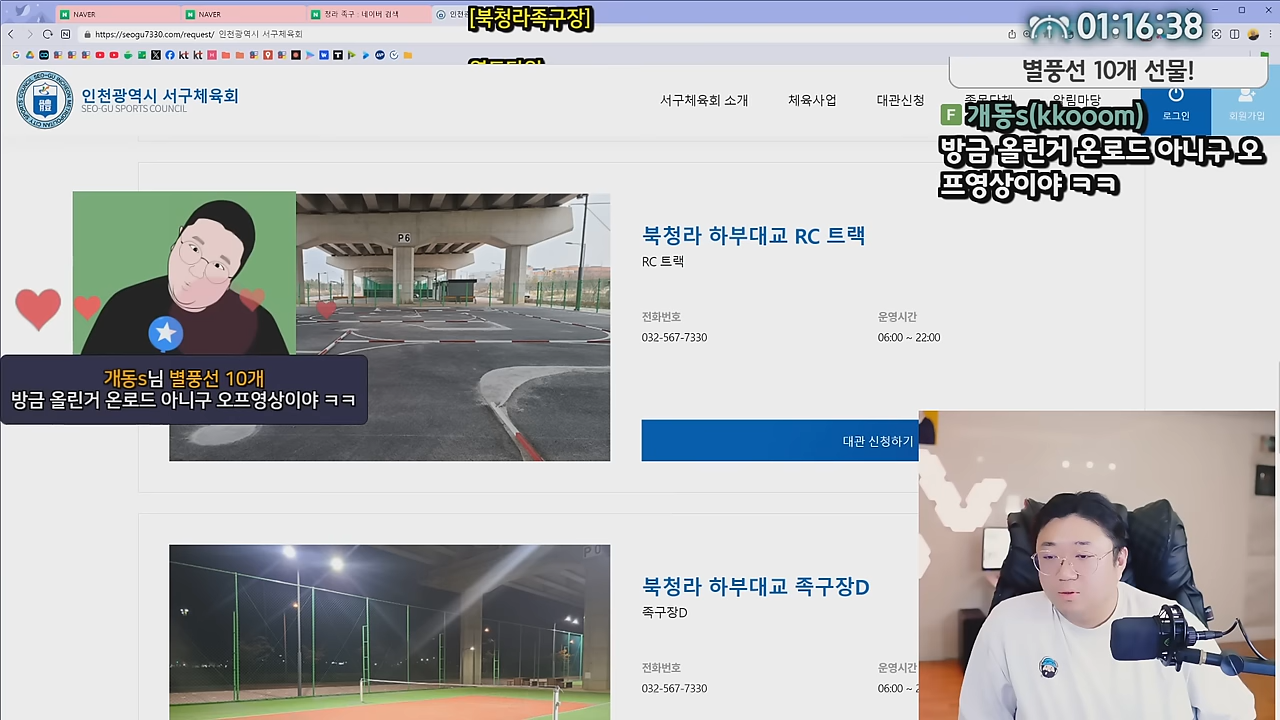 NAVER
NAVER
청라 족구 : 네이버 검색
[북청라족구장]
01:16:38
https://seogu7330.com/request/
인천광역시 서구체육회
별풍선 10개 선물!
인천광역시 서구체육회
SEO-GU SPORTS COUNCIL
서구체육회 소개
체육사업
대관신청
종목단체
알림마당
로그인
회원가입
F 개동s(kkooom)
방금 올린거 온로드 아니구 오
프영상이야 ㅋㅋ
P6
북청라 하부대교 RC 트랙
RC 트랙
전화번호
운영시간
032-567-7330
06:00 ~ 22:00
개동s님 별풍선 10개
방금 올린거 온로드 아니구 오프영상이야 ㅋㅋ
대관 신청하기
북청라 하부대교 족구장D
족구장D
전화번호
운영시간
032-567-7330
06:00 ~ 2